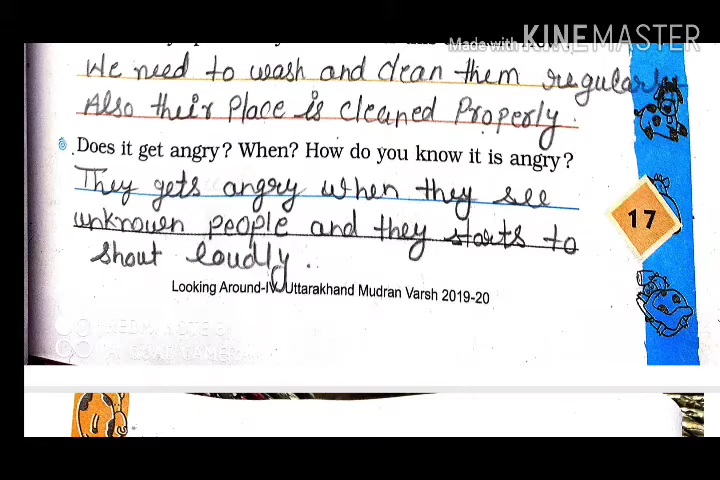 Made with KINEMASTER
We need to wash and clean them regularly
Also their Place is cleaned Properly.
Does it get angry? When? How do you know it is angry?
They gets angry when they see
unknown people and they starts to
shout loudly.
17
Looking Around-IV Uttarakhand Mudran Varsh 2019-20